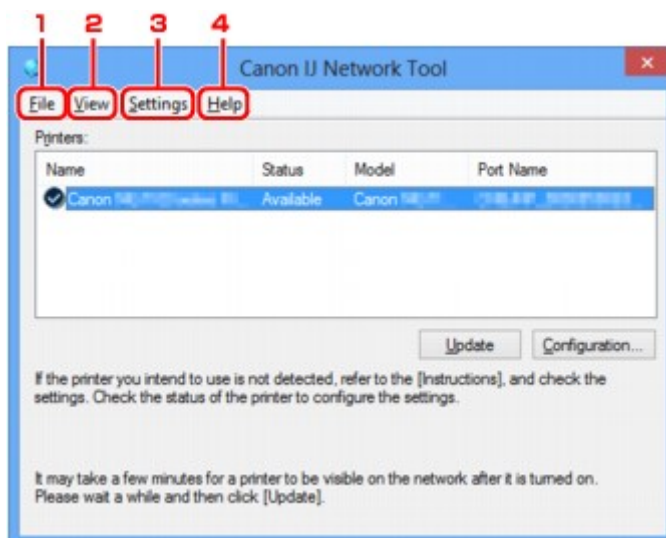 1 2 3 4
Canon IJ Network Tool
File View Settings Help
Printers:
Name Status Model Port Name
Canon Available Canon
Update Configuration...
If the printer you intend to use is not detected, refer to the [Instructions], and check the
settings. Check the status of the printer to configure the settings.
It may take a few minutes for a printer to be visible on the network after it is turned on.
Please wait a while and then click [Update].